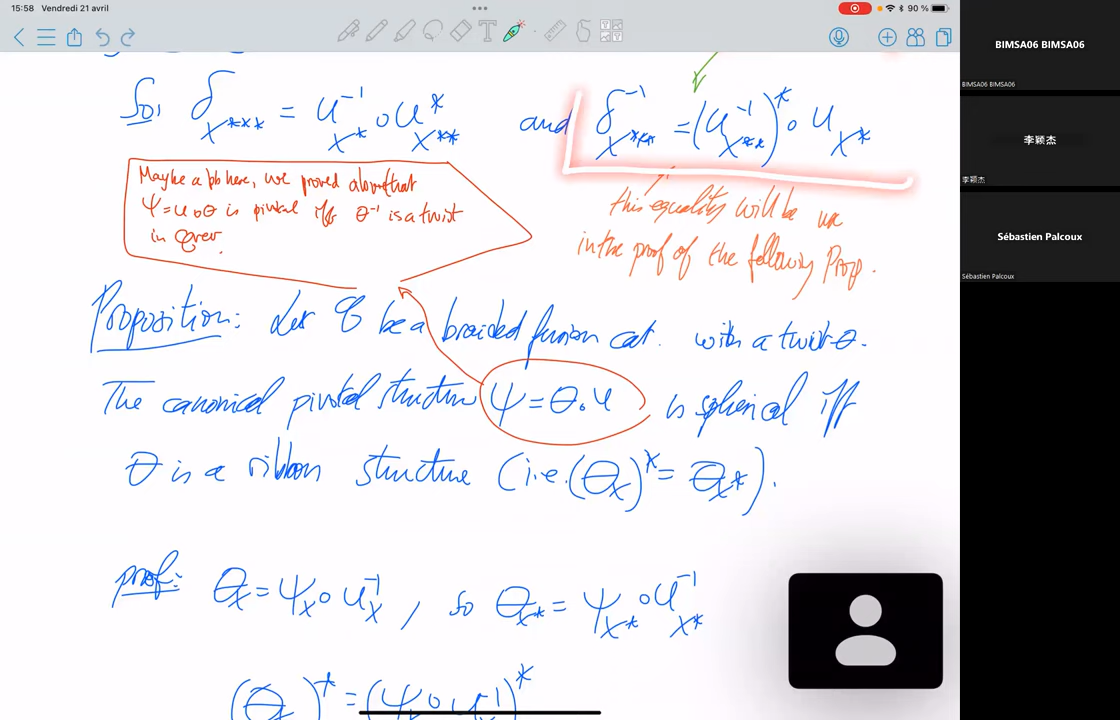 15:58 Vendredi 21 avril
90 %
So, δ_{X****} = u^{-1}_{X*} ∘ u*_{X**} and δ^{-1}_{X***} = (u^{-1}_{X**})* ∘ u_{X*}
Maybe a pb here, we proved above that
ψ = u∘θ is pivotal iff θ^{-1} is a twist
in
this equality will be use
in the proof of the following Prop.
Proposition: Let 𝒞 be a braided fusion cat. with a twist θ.
The canonical pivotal structure ψ = θ∘u is spherical iff
θ is a ribbon structure (i.e. (θ_X)* = θ_{X*}).
proof: θ_X = ψ_X ∘ u^{-1}_X, so θ_{X*} = ψ_{X*} ∘ u^{-1}_{X*}
(θ )* = (ψ ∘ u^{-1})*
BIMSA06 BIMSA06
BIMSA06 BIMSA06
李颖杰
李颖杰
Sébastien Palcoux
Sébastien Palcoux